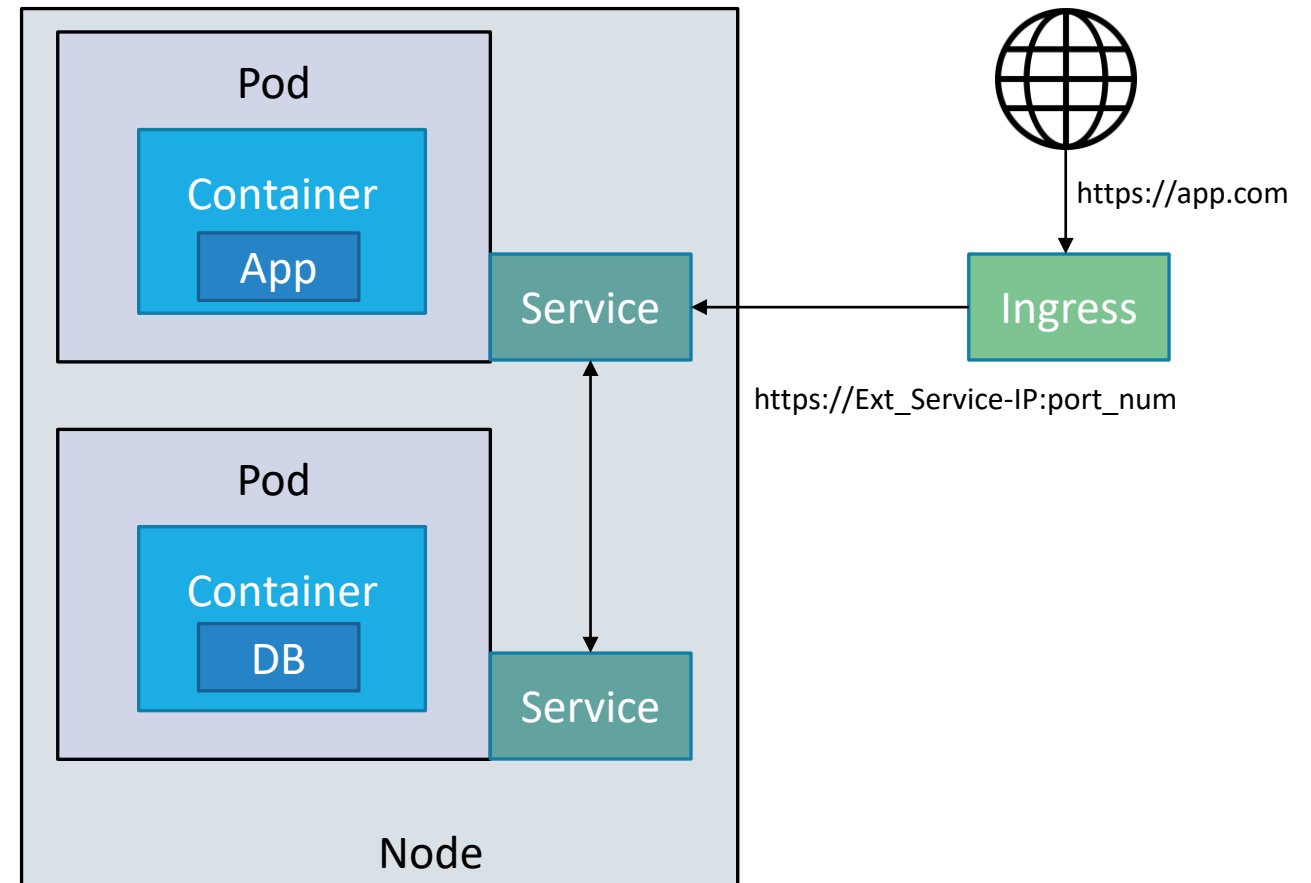 Pod
Container
App
Service
https://app.com
Ingress
https://Ext_Service-IP:port_num
Pod
Container
DB
Service
Node